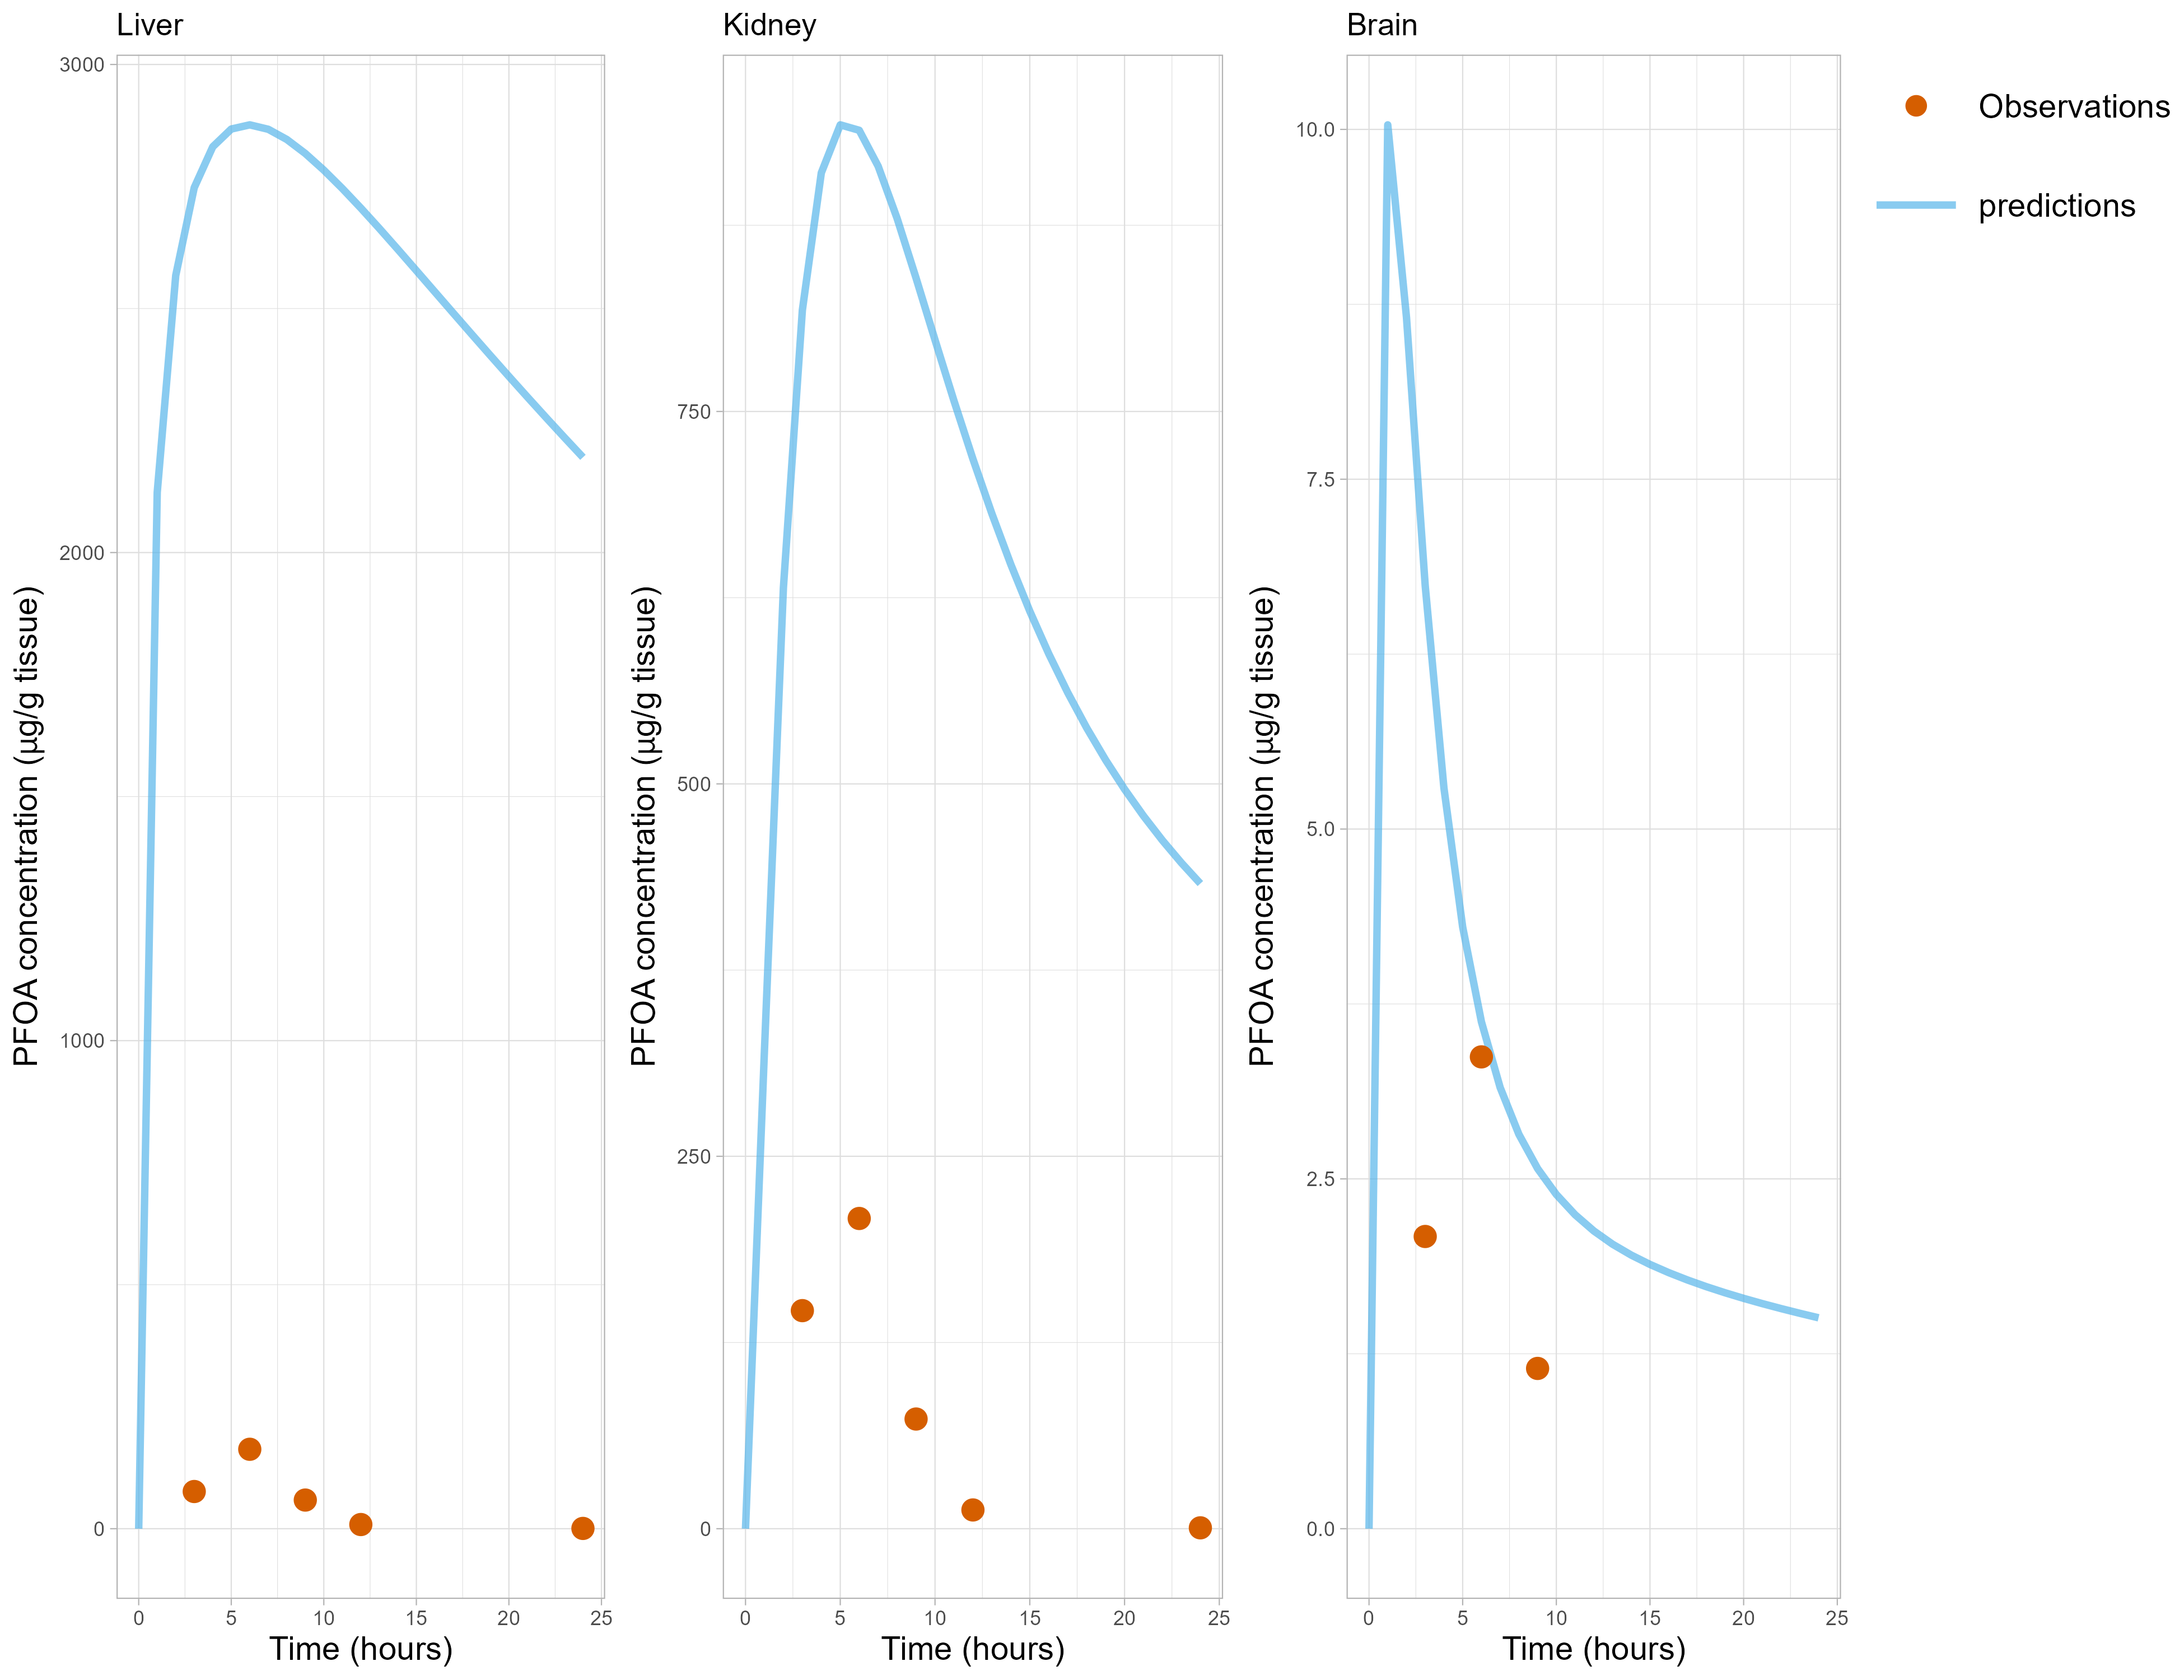 Liver
3000
2000
1000
0
PFOA concentration (µg/g tissue)
0 5 10 15 20 25
Time (hours)
Kidney
750
500
250
0
PFOA concentration (µg/g tissue)
0 5 10 15 20 25
Time (hours)
Brain
10.0
7.5
5.0
2.5
0.0
PFOA concentration (µg/g tissue)
0 5 10 15 20 25
Time (hours)
Observations
predictions